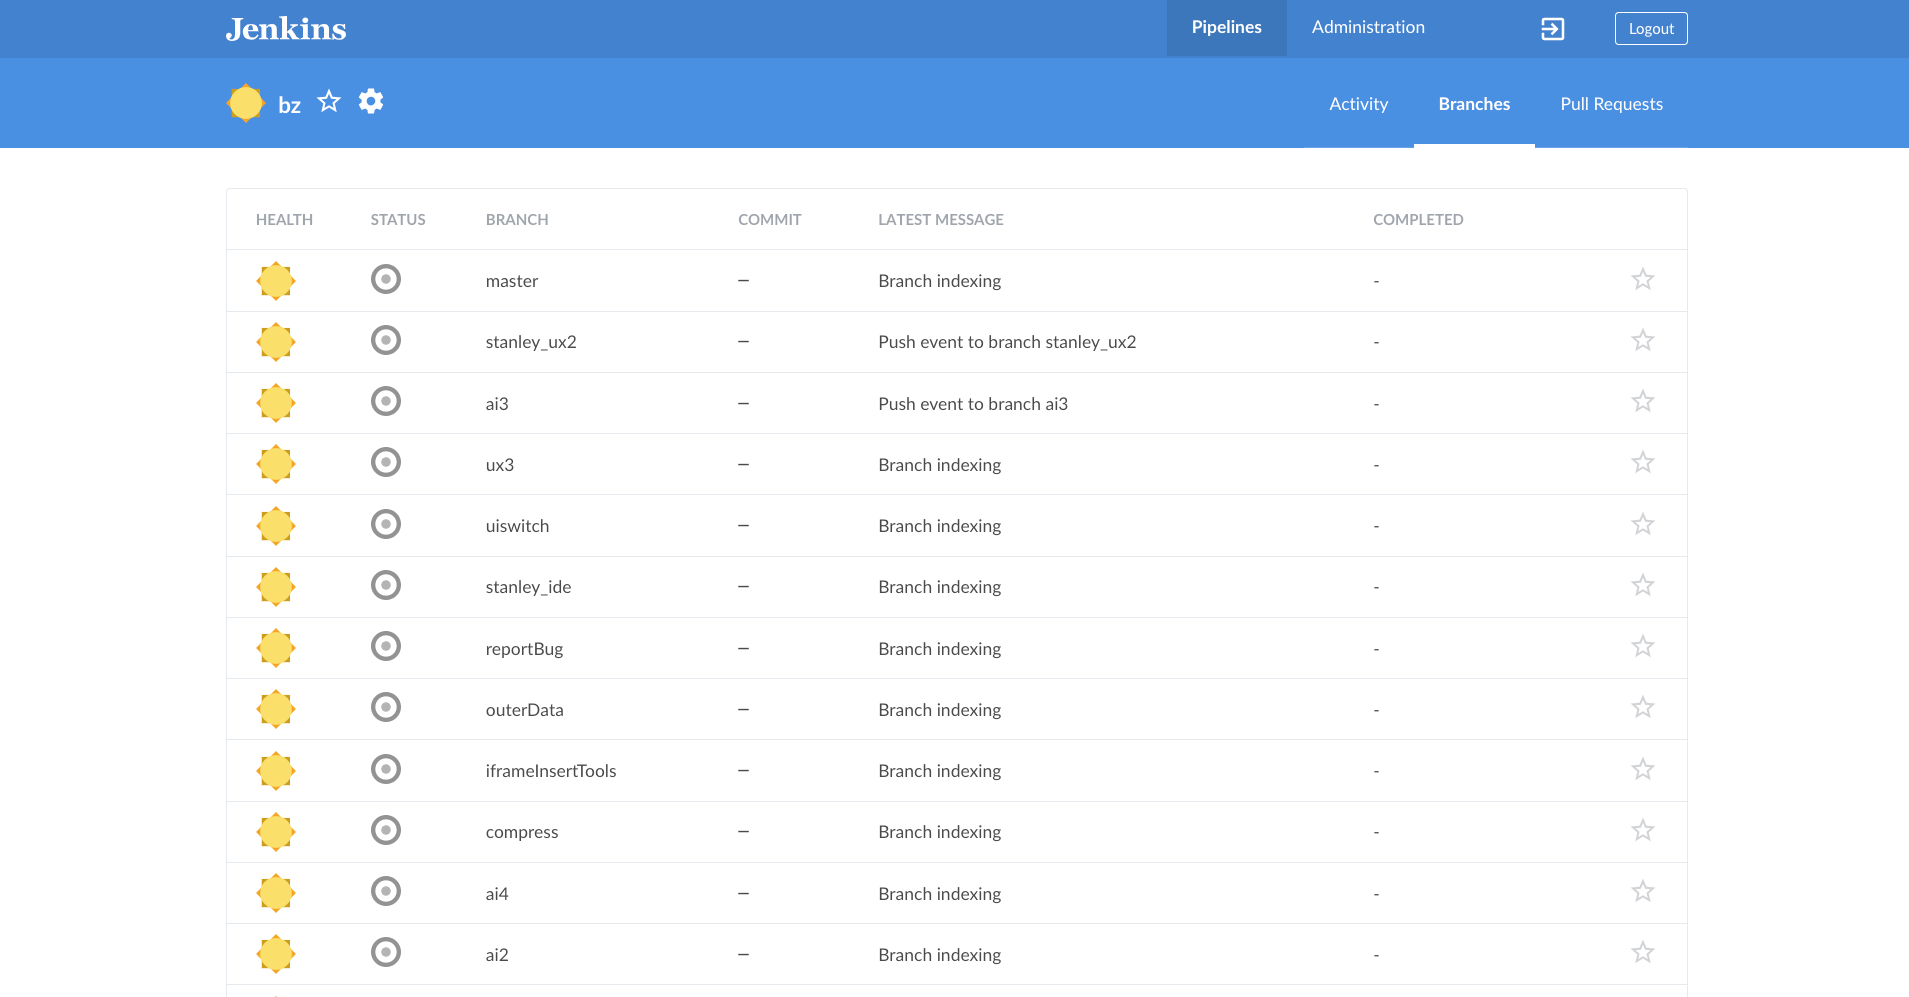 Jenkins Pipelines Administration Logout
bz Activity Branches Pull Requests
HEALTH STATUS BRANCH COMMIT LATEST MESSAGE COMPLETED
master – Branch indexing -
stanley_ux2 – Push event to branch stanley_ux2 -
ai3 – Push event to branch ai3 -
ux3 – Branch indexing -
uiswitch – Branch indexing -
stanley_ide – Branch indexing -
reportBug – Branch indexing -
outerData – Branch indexing -
iframeInsertTools – Branch indexing -
compress – Branch indexing -
ai4 – Branch indexing -
ai2 – Branch indexing -